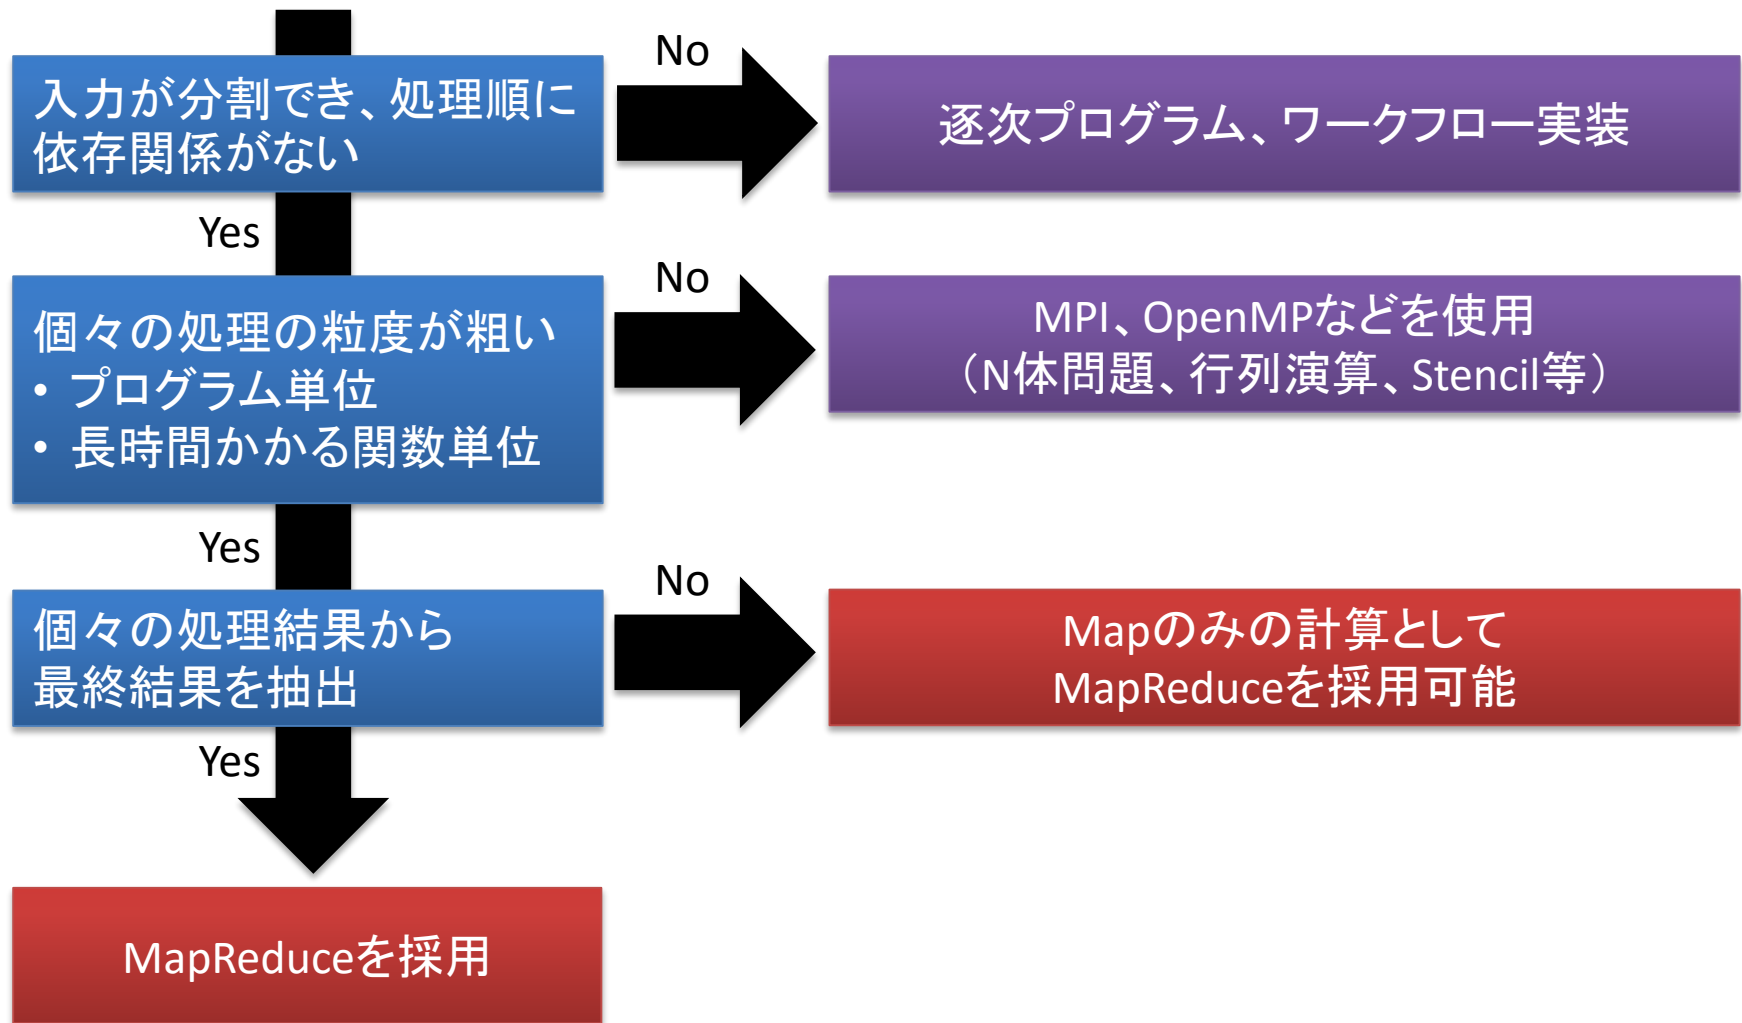 入力が分割でき、処理順に
依存関係がない
No
逐次プログラム、ワークフロー実装
Yes
個々の処理の粒度が粗い
• プログラム単位
• 長時間かかる関数単位
No
MPI、OpenMPなどを使用
（N体問題、行列演算、Stencil等）
Yes
個々の処理結果から
最終結果を抽出
No
Mapのみの計算として
MapReduceを採用可能
Yes
MapReduceを採用